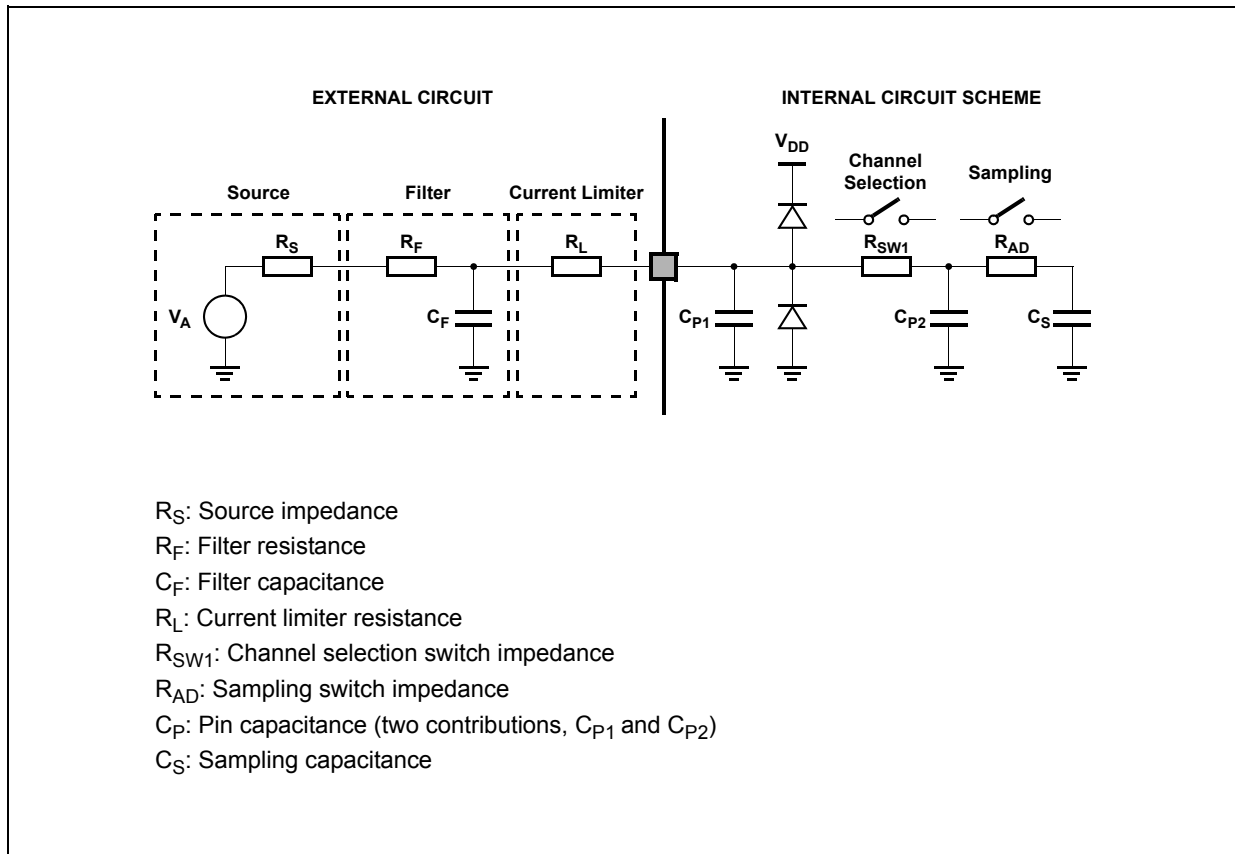 EXTERNAL CIRCUIT
INTERNAL CIRCUIT SCHEME
VDD
Channel
Selection
Sampling
Source
Filter
Current Limiter
RS
RF
RL
RSW1
RAD
VA
CF
CP1
CP2
CS
RS: Source impedance
RF: Filter resistance
CF: Filter capacitance
RL: Current limiter resistance
RSW1: Channel selection switch impedance
RAD: Sampling switch impedance
CP: Pin capacitance (two contributions, CP1 and CP2)
CS: Sampling capacitance